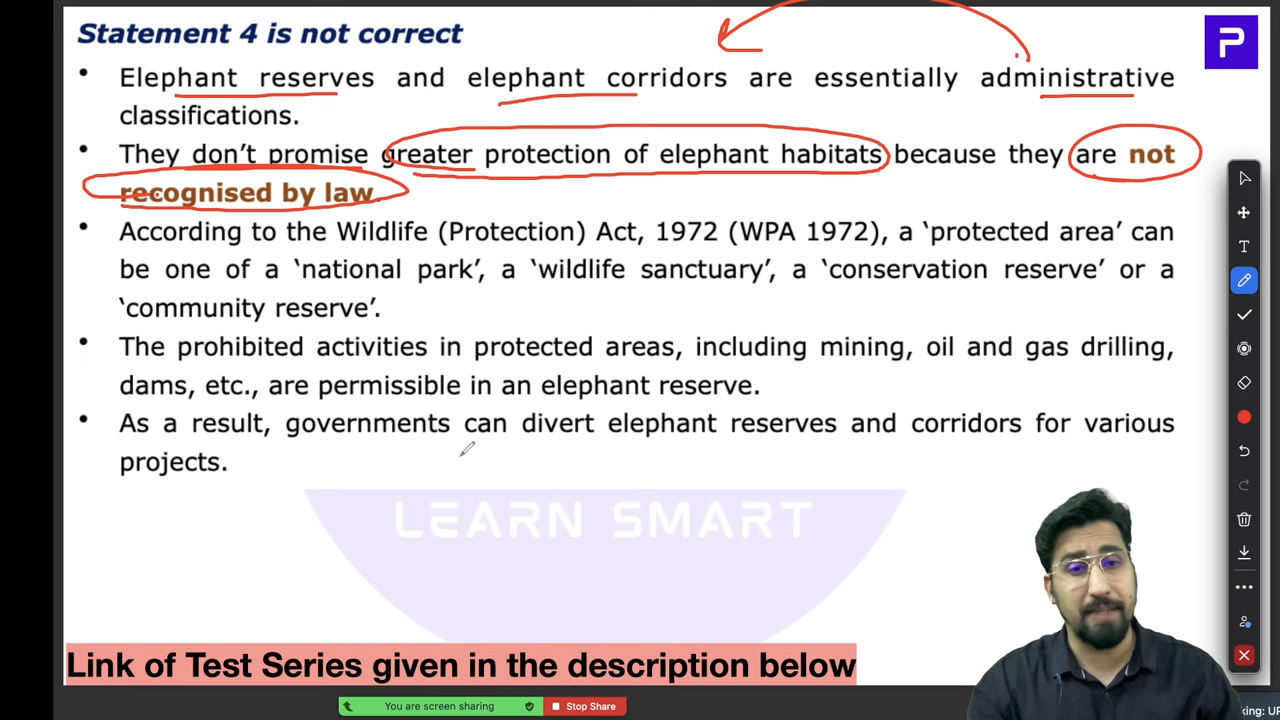 Statement 4 is not correct
P
• Elephant reserves and elephant corridors are essentially administrative
classifications.
• They don’t promise greater protection of elephant habitats because they are not
recognised by law.
• According to the Wildlife (Protection) Act, 1972 (WPA 1972), a ‘protected area’ can
be one of a ‘national park’, a ‘wildlife sanctuary’, a ‘conservation reserve’ or a
‘community reserve’.
• The prohibited activities in protected areas, including mining, oil and gas drilling,
dams, etc., are permissible in an elephant reserve.
• As a result, governments can divert elephant reserves and corridors for various
projects.
LEARN SMART
Link of Test Series given in the description below
You are screen sharing
Stop Share
T
king: UP